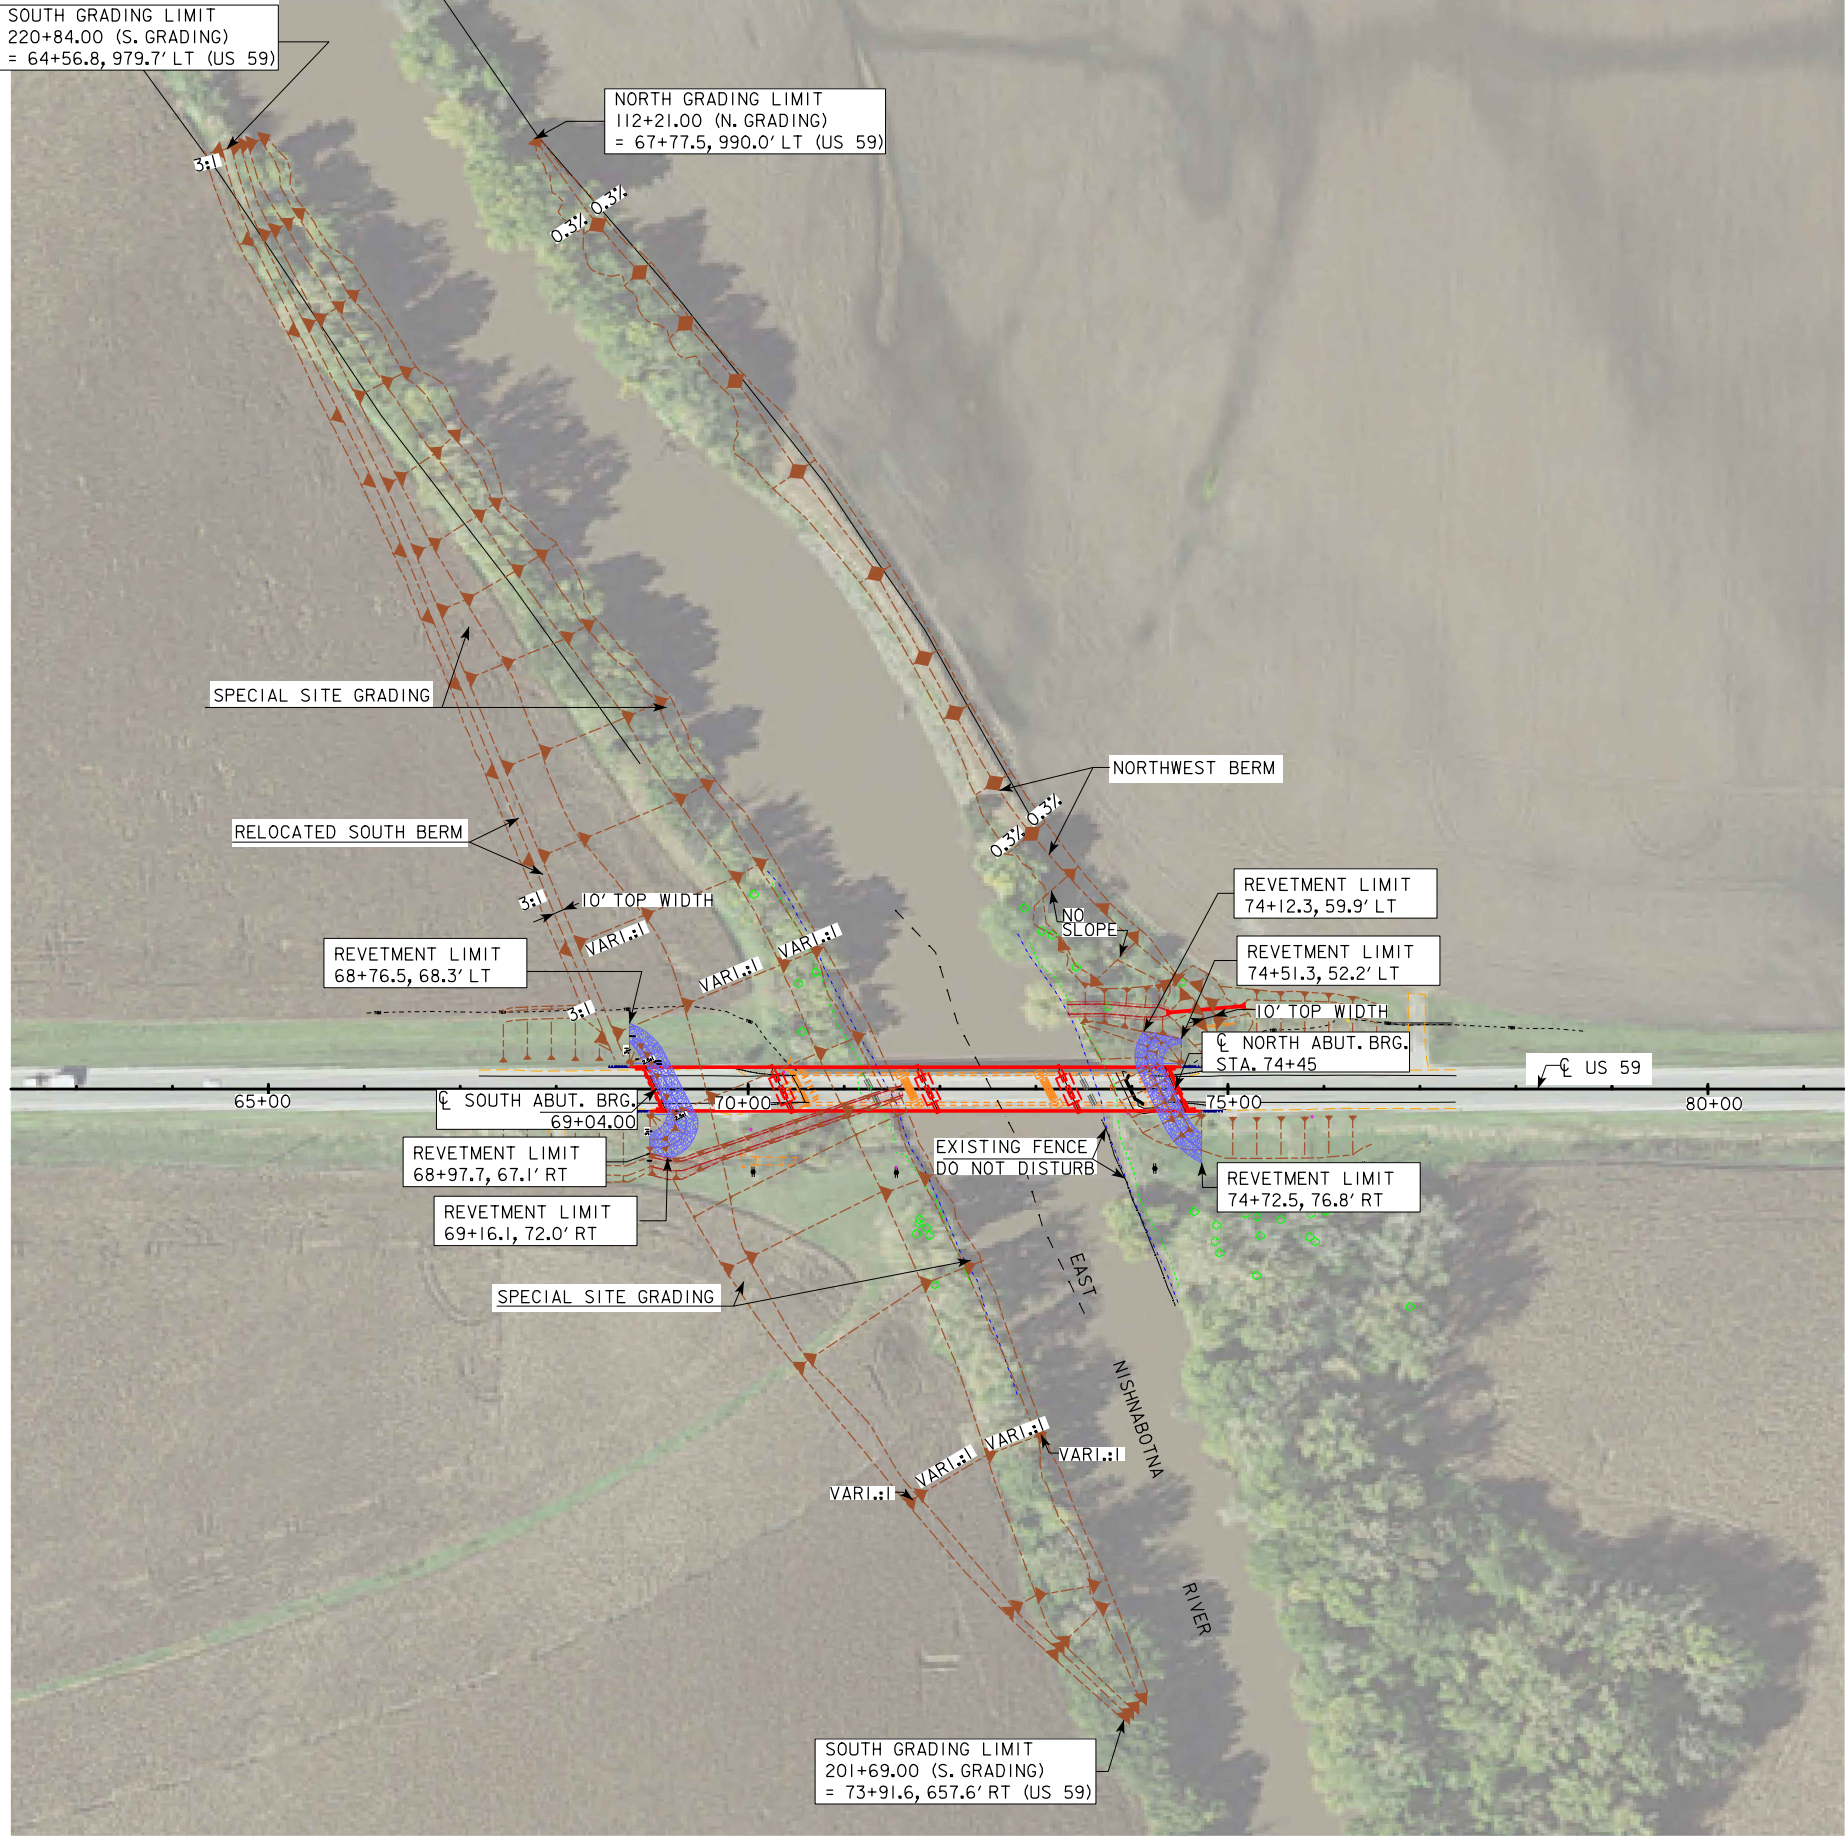 SOUTH GRADING LIMIT
220+84.00 (S. GRADING)
= 64+56.8, 979.7' LT (US 59)
NORTH GRADING LIMIT
112+21.00 (N. GRADING)
= 67+77.5, 990.0' LT (US 59)
3:1
0.3% 0.3%
SPECIAL SITE GRADING
NORTHWEST BERM
RELOCATED SOUTH BERM
0.3% 0.3%
3:1
10' TOP WIDTH
REVETMENT LIMIT
74+12.3, 59.9' LT
NO
SLOPE
VARI.:1
VARI.:1
VARI.:1
REVETMENT LIMIT
68+76.5, 68.3' LT
REVETMENT LIMIT
74+51.3, 52.2' LT
3:1
10' TOP WIDTH
℄ NORTH ABUT. BRG.
STA. 74+45
℄ US 59
65+00
℄ SOUTH ABUT. BRG.
69+04.00
70+00
75+00
80+00
REVETMENT LIMIT
68+97.7, 67.1' RT
EXISTING FENCE
DO NOT DISTURB
REVETMENT LIMIT
74+72.5, 76.8' RT
REVETMENT LIMIT
69+16.1, 72.0' RT
SPECIAL SITE GRADING
EAST
NISHNABOTNA
RIVER
VARI.:1
VARI.:1
VARI.:1
VARI.:1
SOUTH GRADING LIMIT
201+69.00 (S. GRADING)
= 73+91.6, 657.6' RT (US 59)